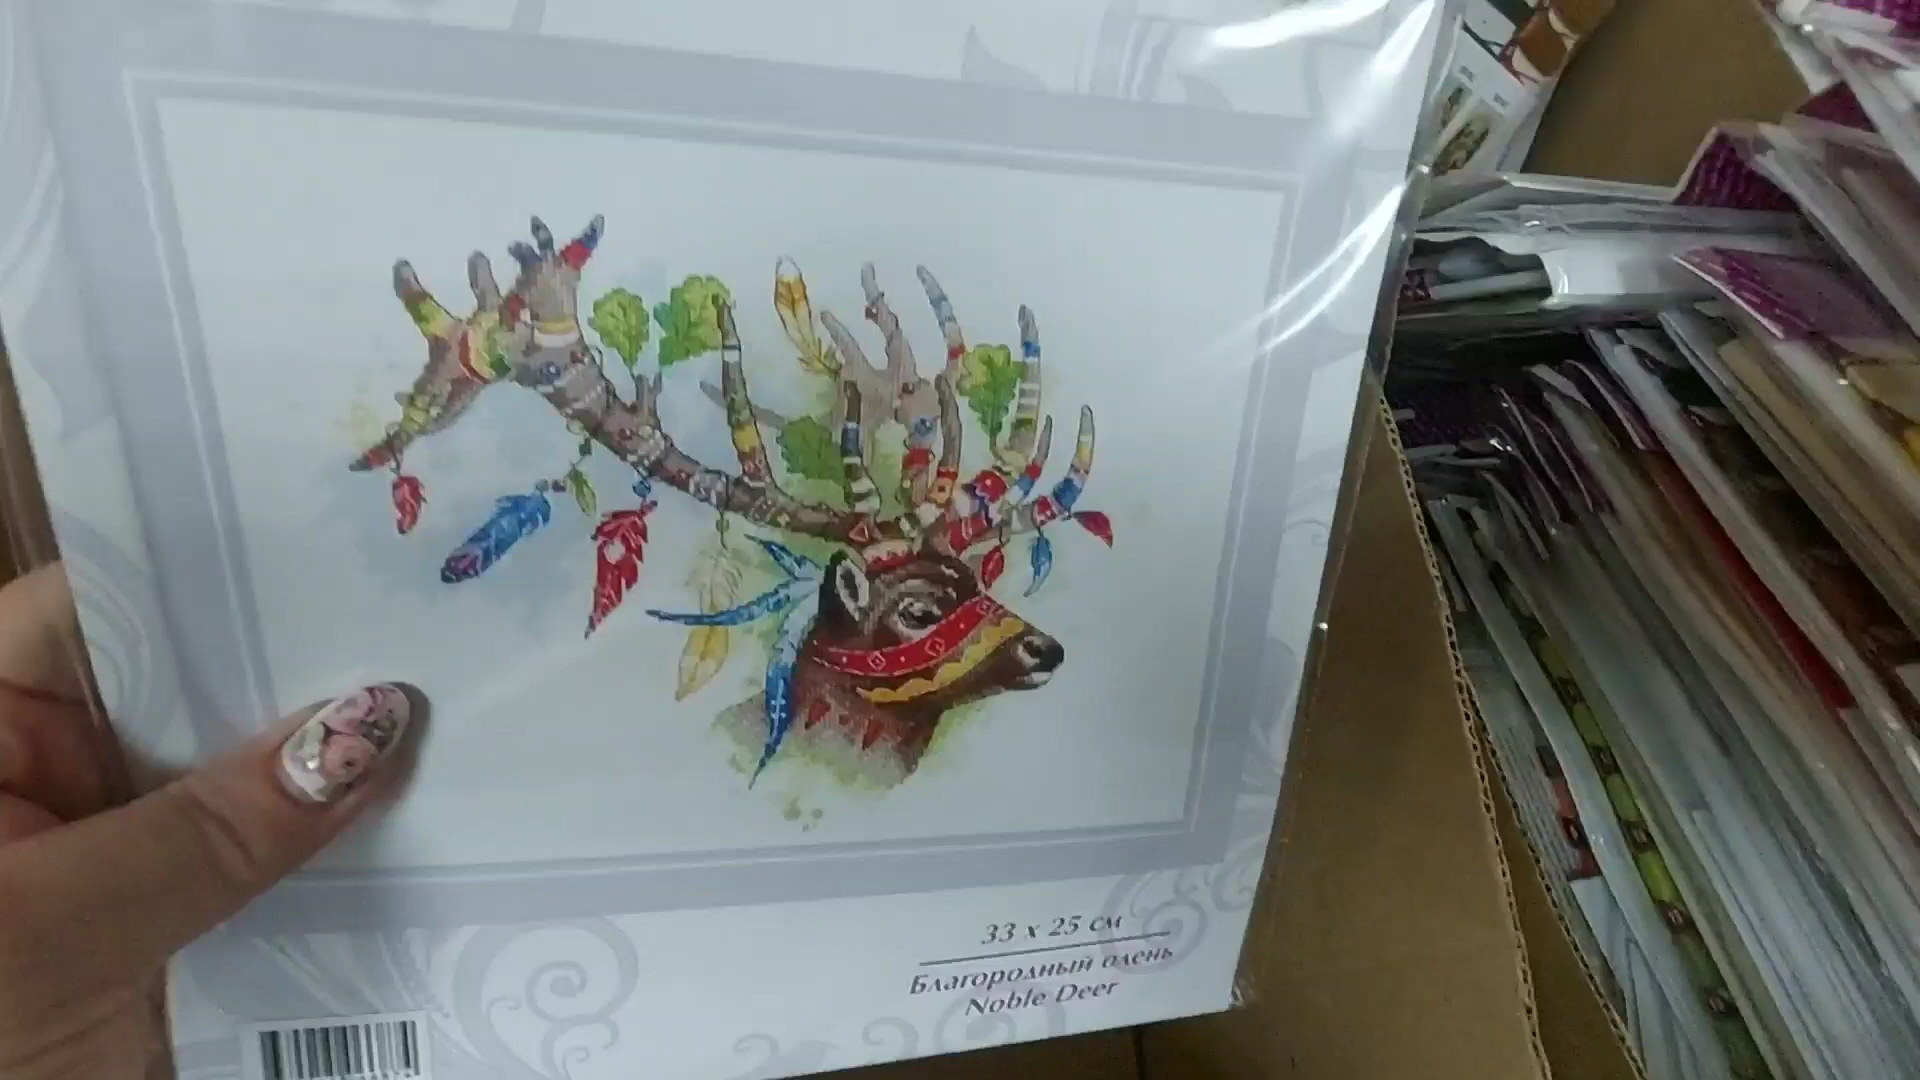 33 x 25 см
Благородный олень
Noble Deer